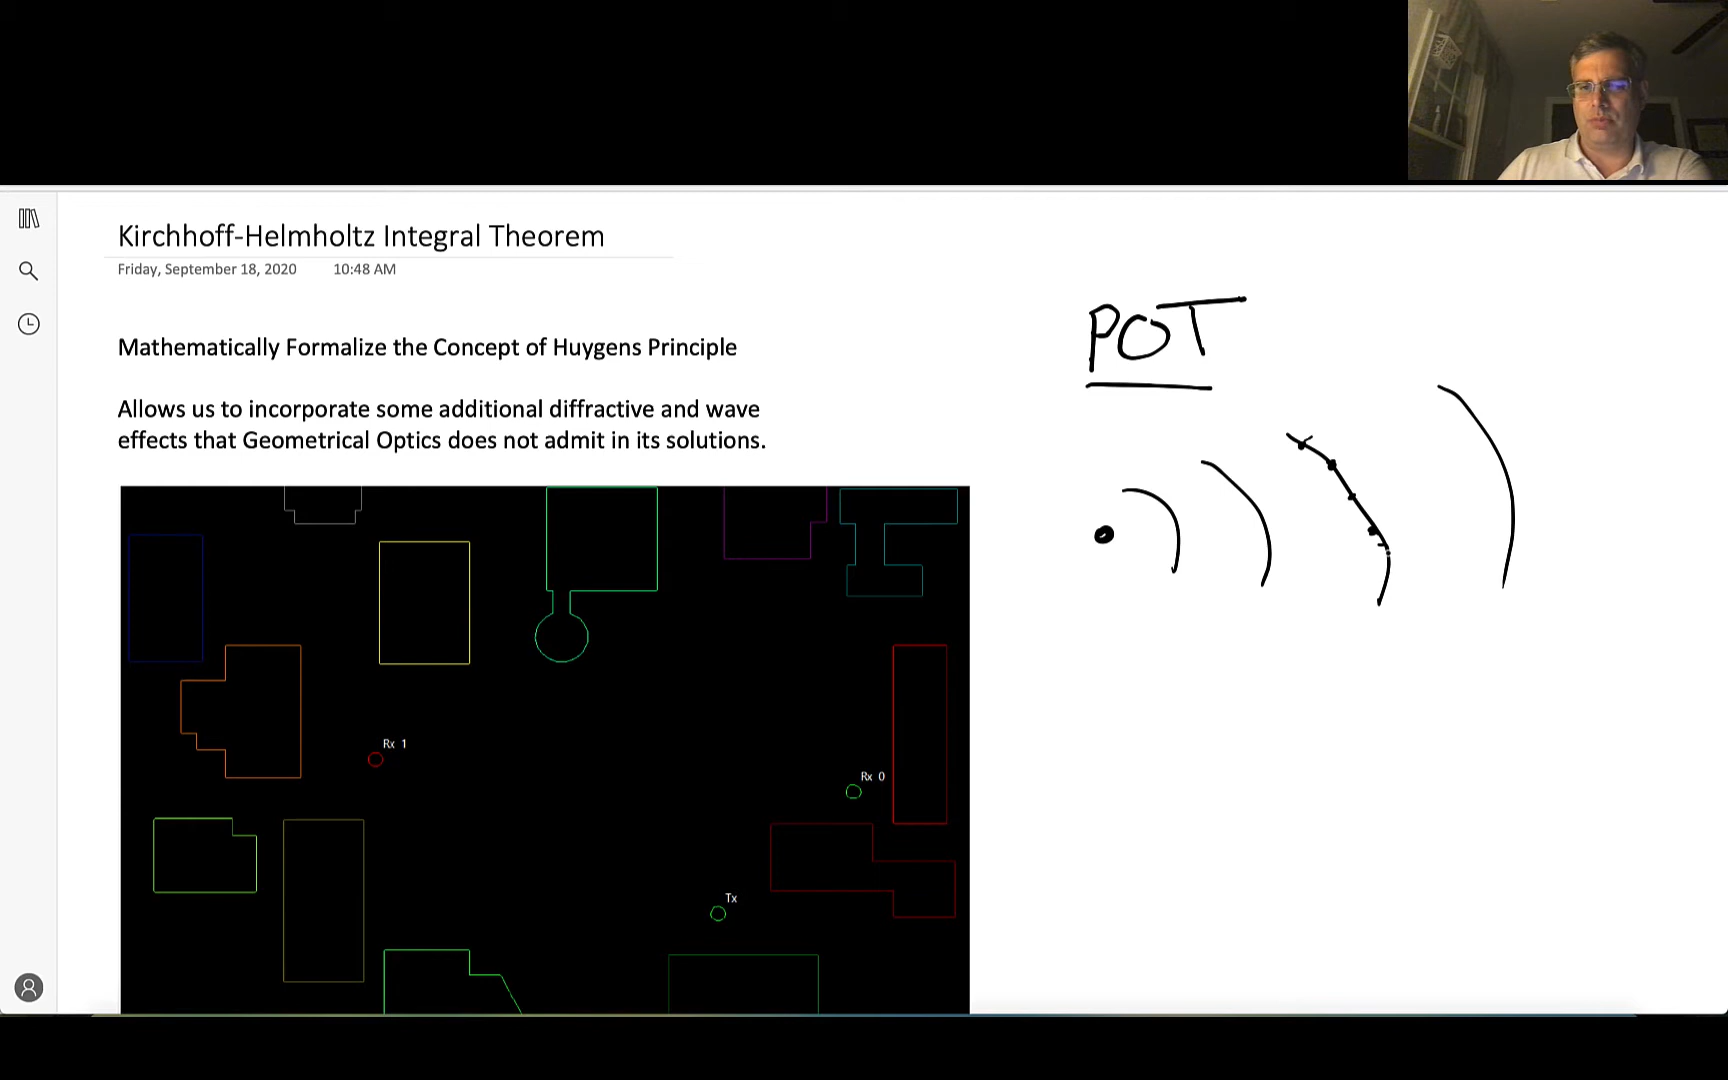 Kirchhoff-Helmholtz Integral Theorem
Friday, September 18, 2020 10:48 AM
Mathematically Formalize the Concept of Huygens Principle
Allows us to incorporate some additional diffractive and wave
effects that Geometrical Optics does not admit in its solutions.
POT
Rx 1
Rx 0
Tx